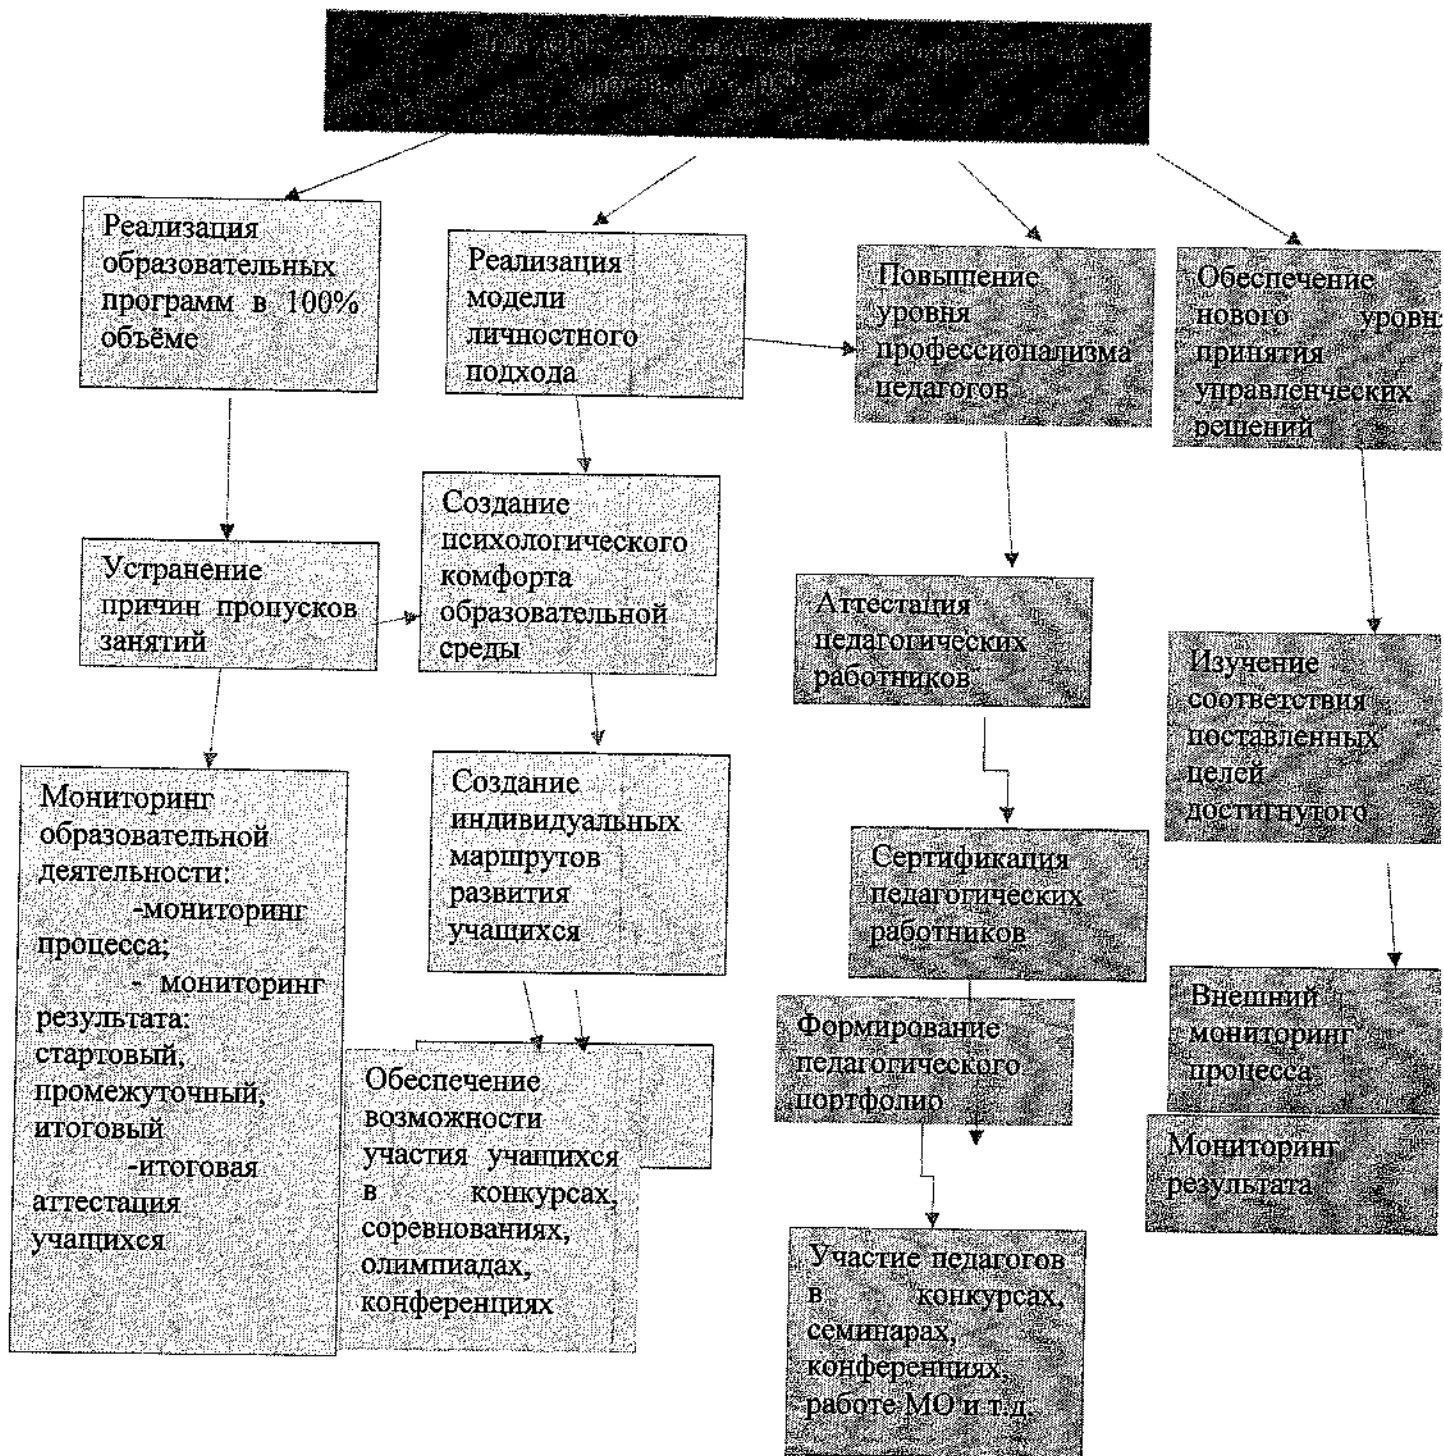 Реализация
образовательных
программ в 100%
объёме
Реализация
модели
личностного
подхода
Повышение
уровня
профессионализма
педагогов
Обеспечение
нового уровн
принятия
управленческих
решений
Устранение
причин пропусков
занятий
Создание
психологического
комфорта
образовательной
среды
Аттестация
педагогических
работников
Изучение
соответствия
поставленных
целей
достигнутого
Мониторинг
образовательной
деятельности:
-мониторинг
процесса;
- мониторинг
результата:
стартовый,
промежуточный,
итоговый
-итоговая
аттестация
учащихся
Создание
индивидуальных
маршрутов
развития
учащихся
Сертификация
педагогических
работников
Внешний
мониторинг
процесса
Формирование
педагогического
портфолио
Обеспечение
возможности
участия учащихся
в конкурсах,
соревнованиях,
олимпиадах,
конференциях
Мониторинг
результата
Участие педагогов
в конкурсах,
семинарах,
конференциях,
работе МО и т.д.